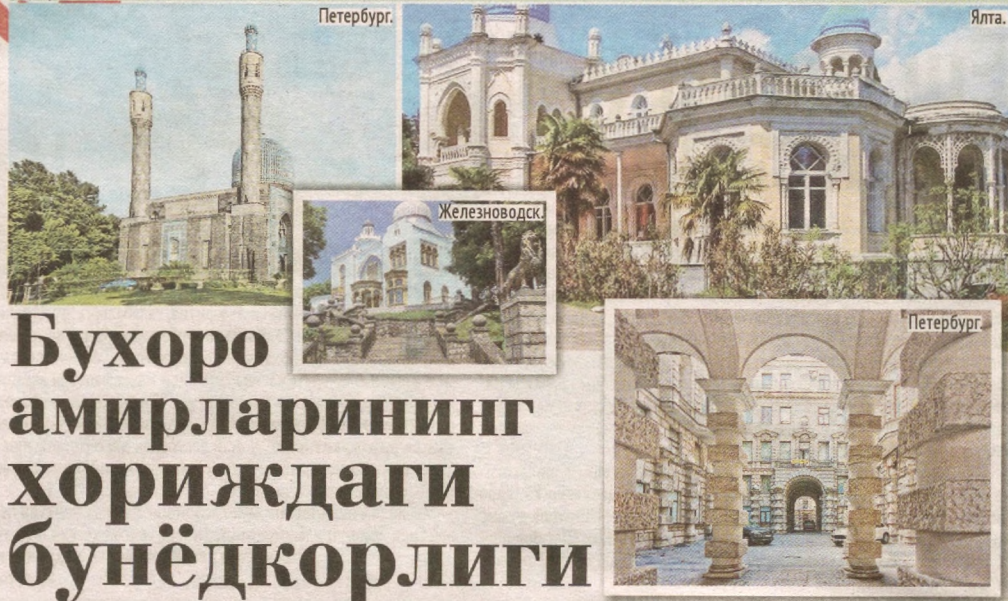 Петербург.
Ялта.
Железноводск.
Петербург.
Бухоро
амирларининг
хориждаги
бунёдкорлиги